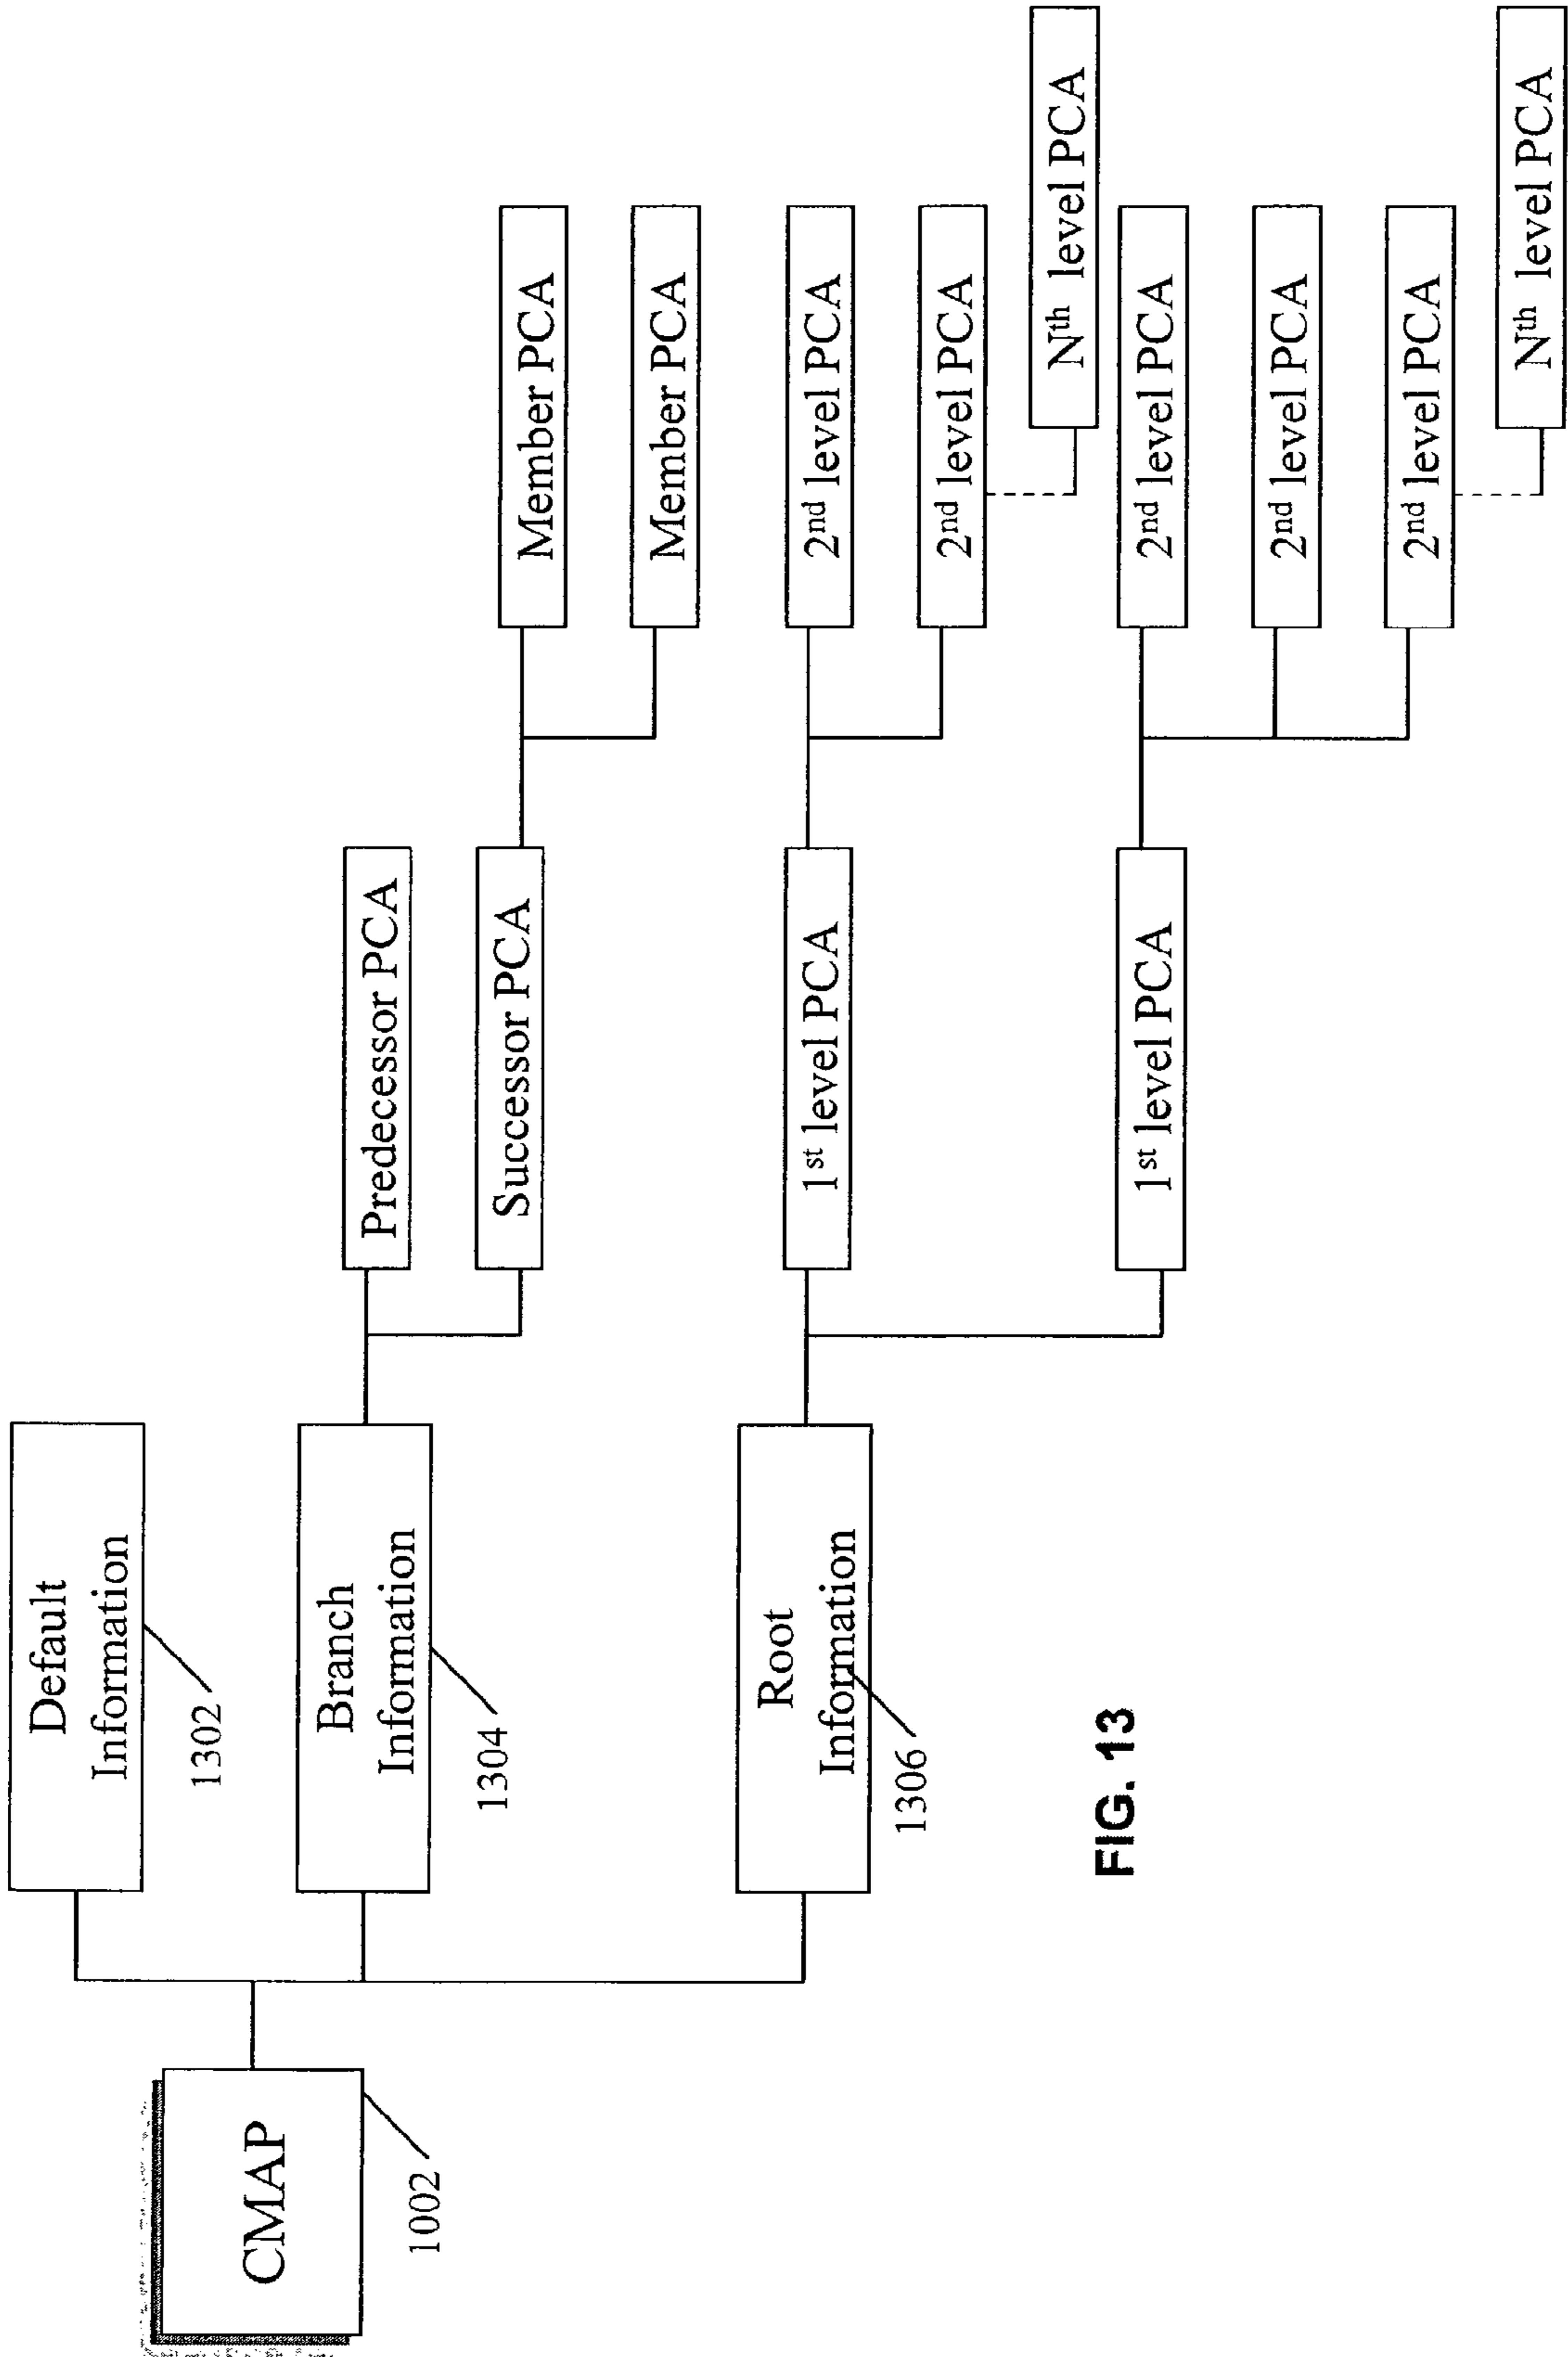 CMAP
1002
Default
Information
1302
Branch
Information
1304
Root
Information
1306
Predecessor PCA
Successor PCA
Member PCA
Member PCA
1st level PCA
2nd level PCA
2nd level PCA
Nth level PCA
1st level PCA
2nd level PCA
2nd level PCA
2nd level PCA
Nth level PCA
FIG. 13